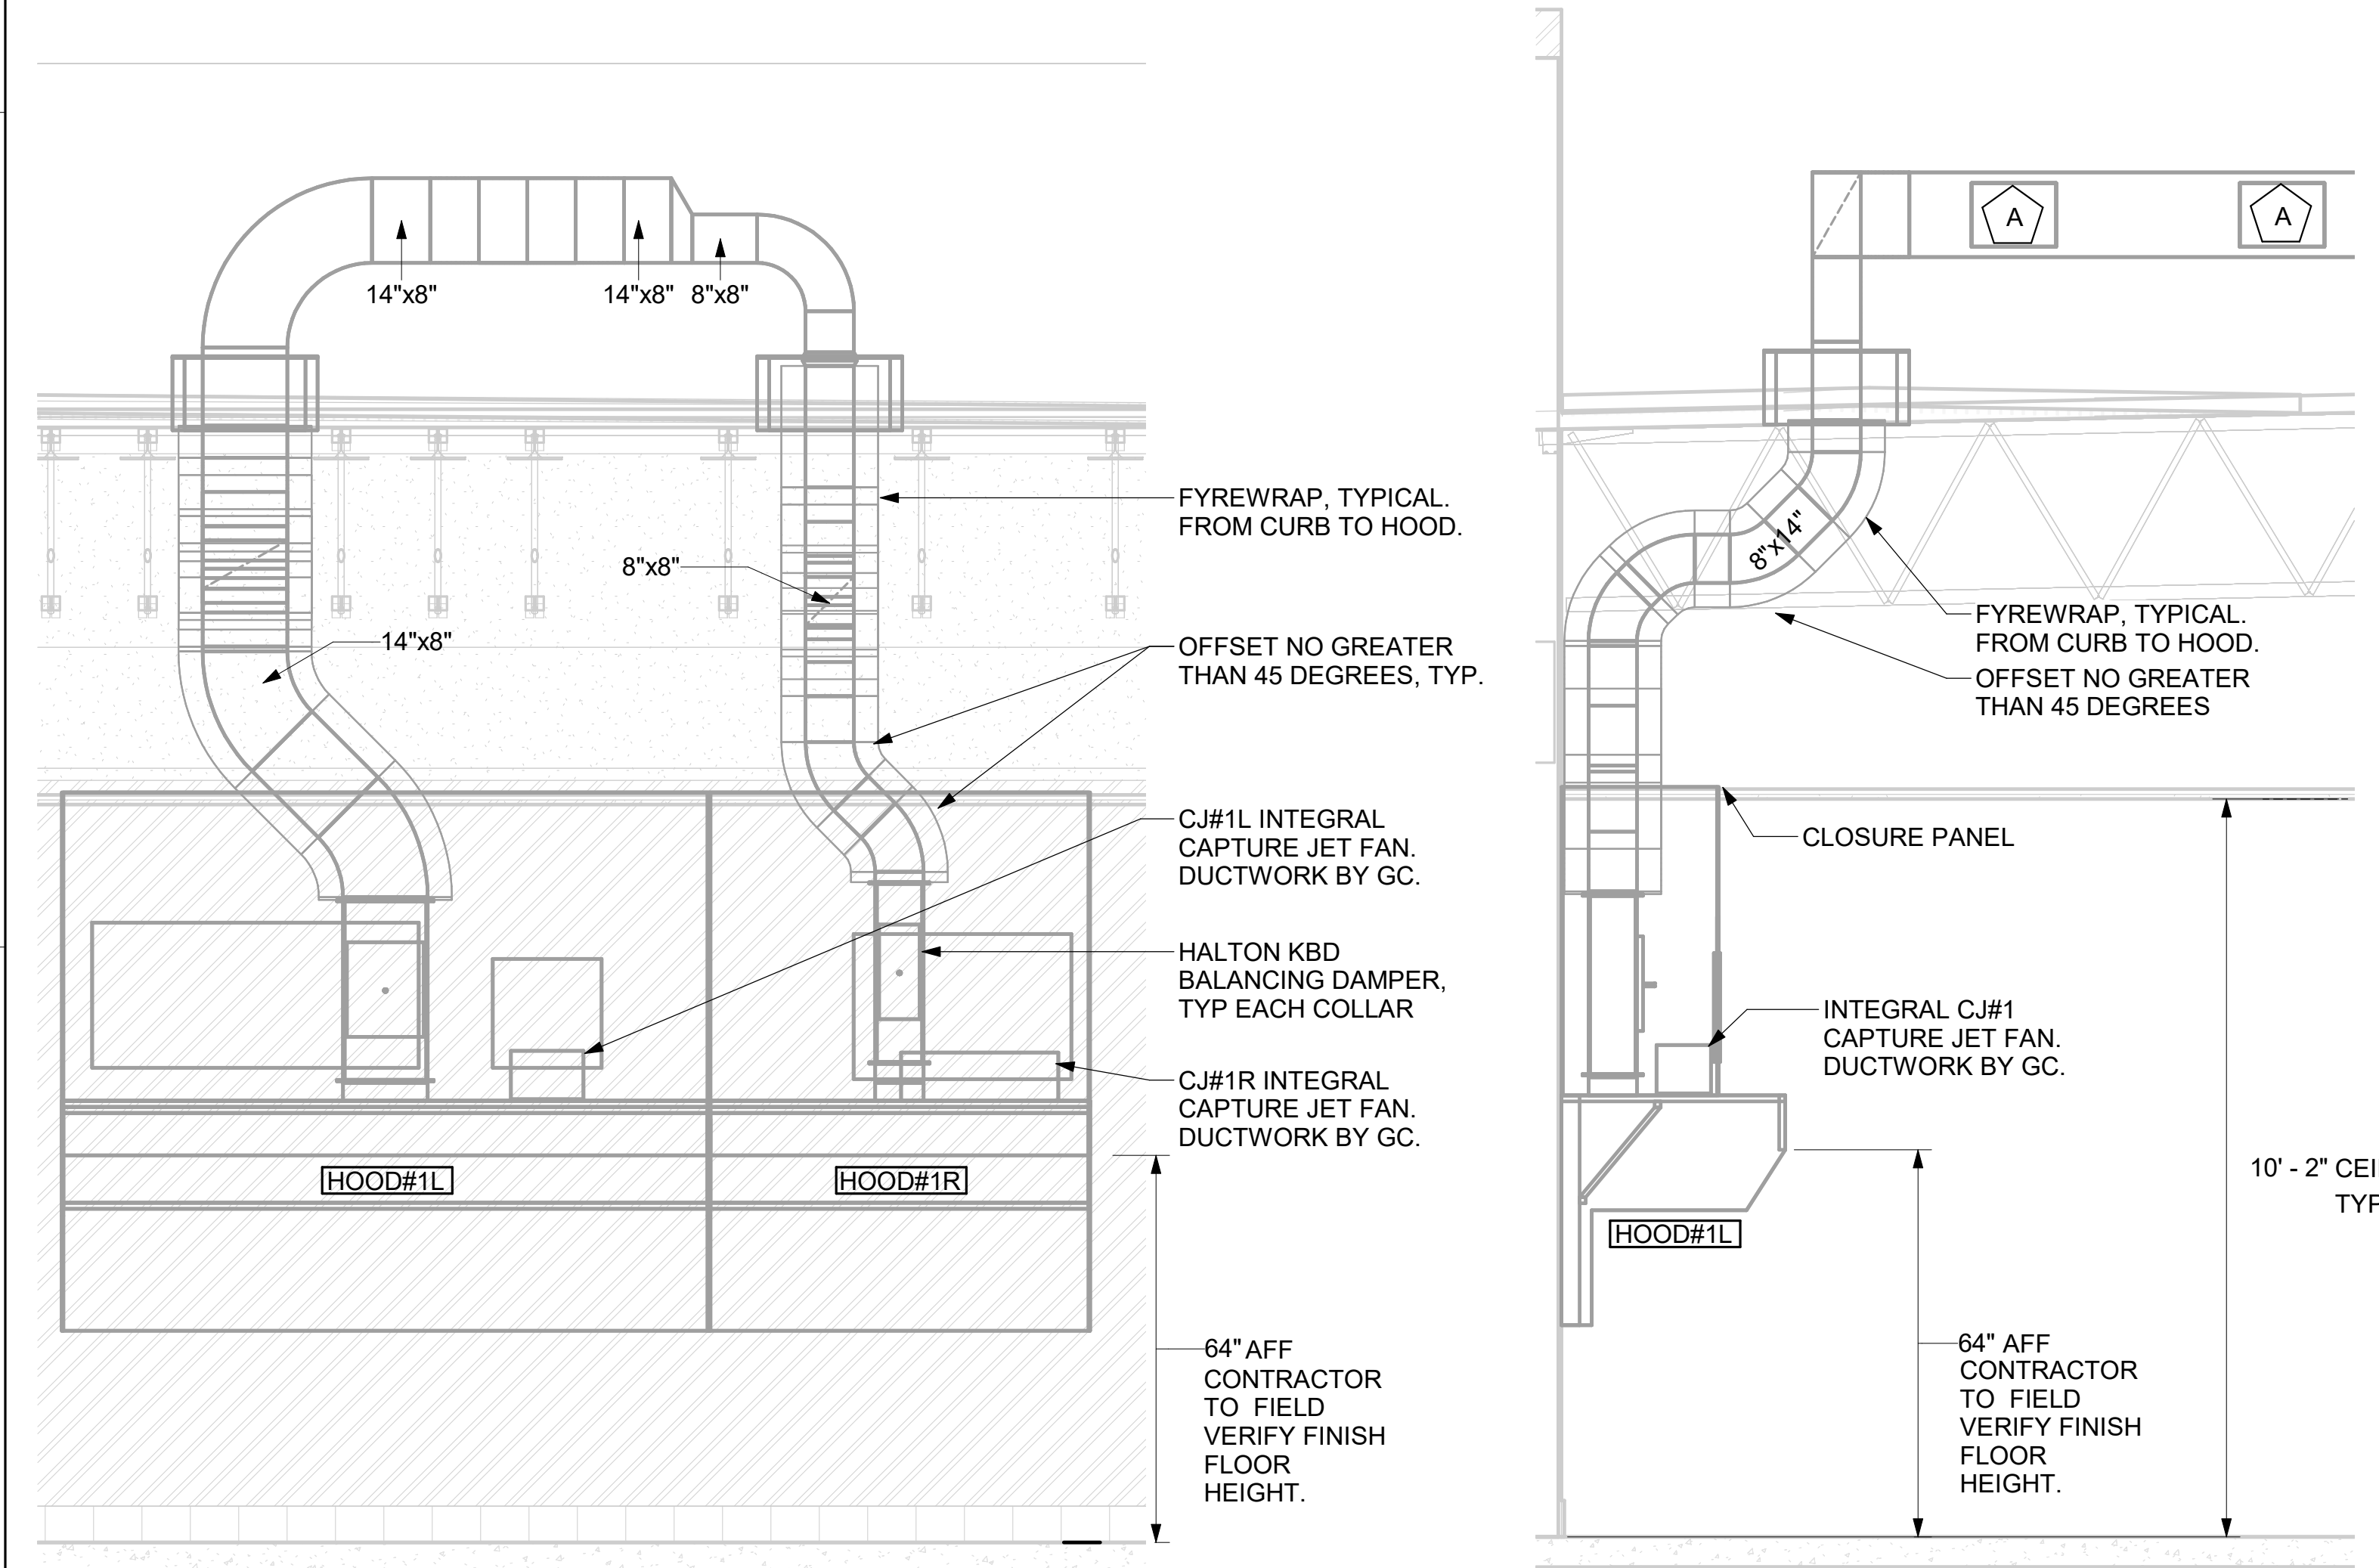 14"x8"
14"x8"
8"x8"
FYREWRAP, TYPICAL.
FROM CURB TO HOOD.
8"x8"
14"x8"
OFFSET NO GREATER
THAN 45 DEGREES, TYP.
CJ#1L INTEGRAL
CAPTURE JET FAN.
DUCTWORK BY GC.
HALTON KBD
BALANCING DAMPER,
TYP EACH COLLAR
CJ#1R INTEGRAL
CAPTURE JET FAN.
DUCTWORK BY GC.
HOOD#1L
HOOD#1R
64" AFF
CONTRACTOR
TO FIELD
VERIFY FINISH
FLOOR
HEIGHT.
A
A
8"x14"
FYREWRAP, TYPICAL.
FROM CURB TO HOOD.
OFFSET NO GREATER
THAN 45 DEGREES
CLOSURE PANEL
INTEGRAL CJ#1
CAPTURE JET FAN.
DUCTWORK BY GC.
HOOD#1L
10' - 2"
64" AFF
CONTRACTOR
TO FIELD
VERIFY FINISH
FLOOR
HEIGHT.